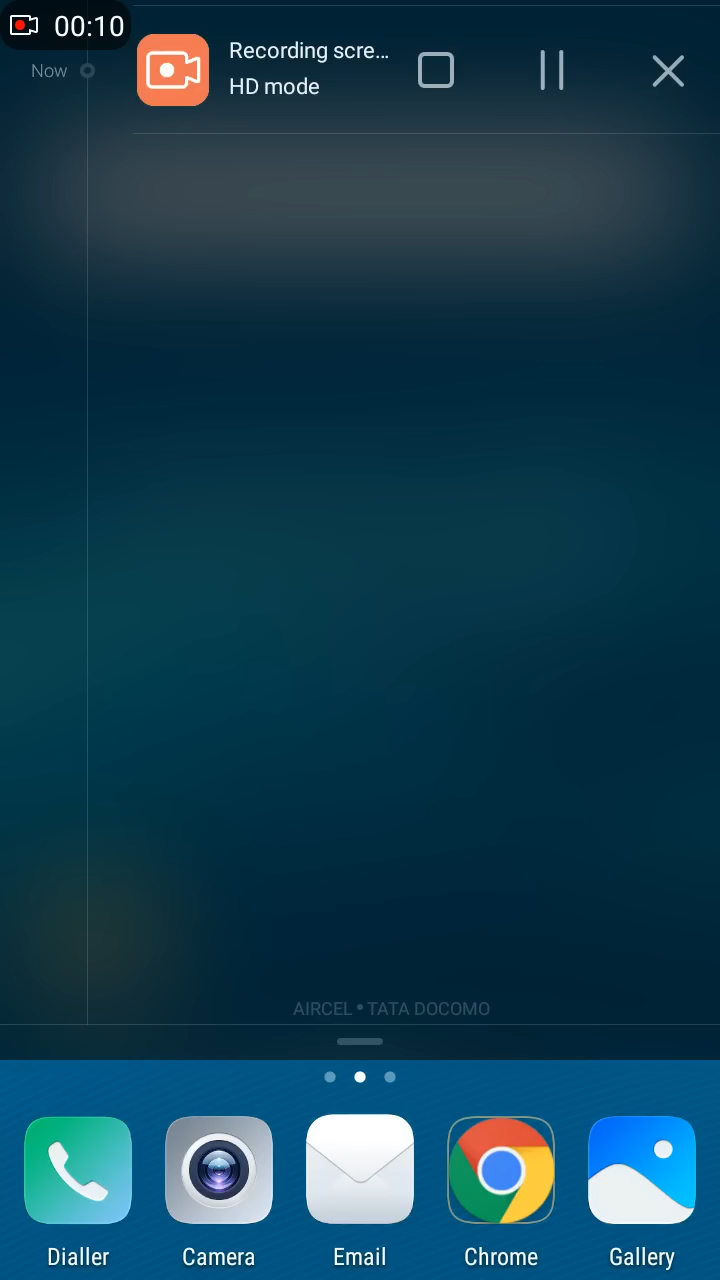 00:10
Now
Recording scre...
HD mode
AIRCEL • TATA DOCOMO
Dialler Camera Email Chrome Gallery